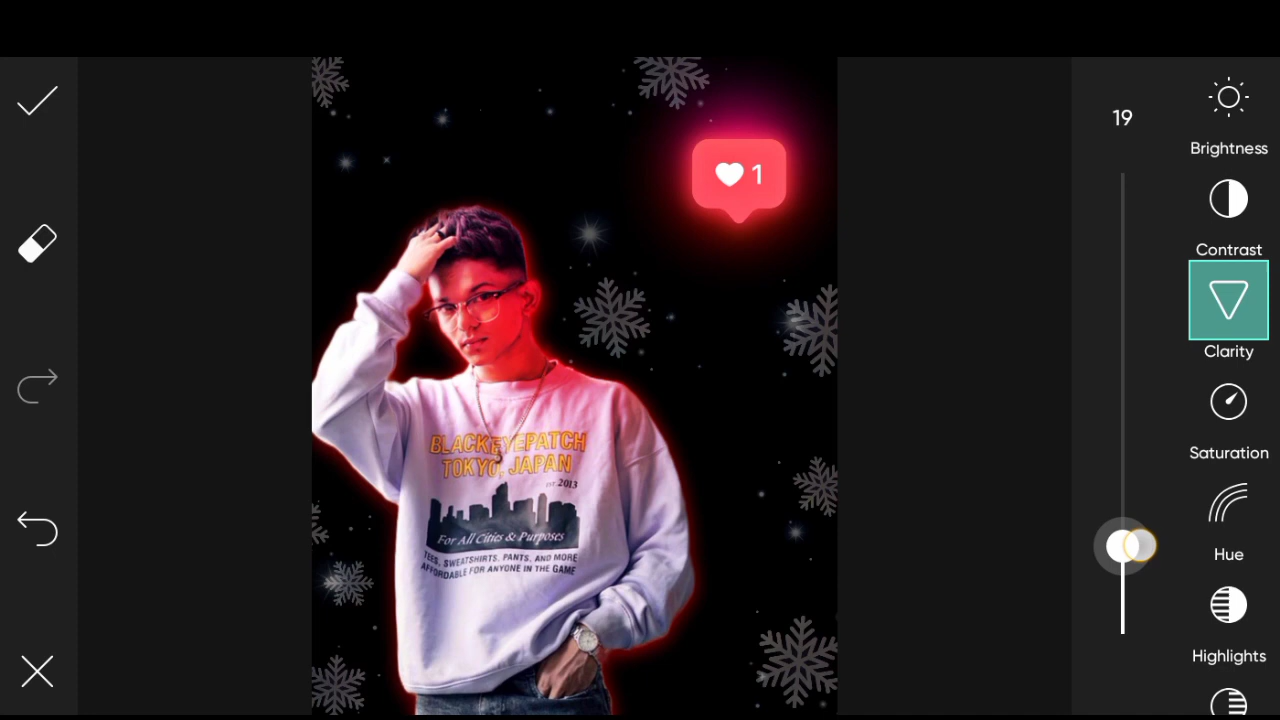 19
Brightness
Contrast
Clarity
Saturation
Hue
Highlights
1
BLACKEYEPATCH
TOKYO, JAPAN
EST. 2013
For All Cities & Purposes
TEES, SWEATSHIRTS, PANTS, AND MORE
AFFORDABLE FOR ANYONE IN THE GAME